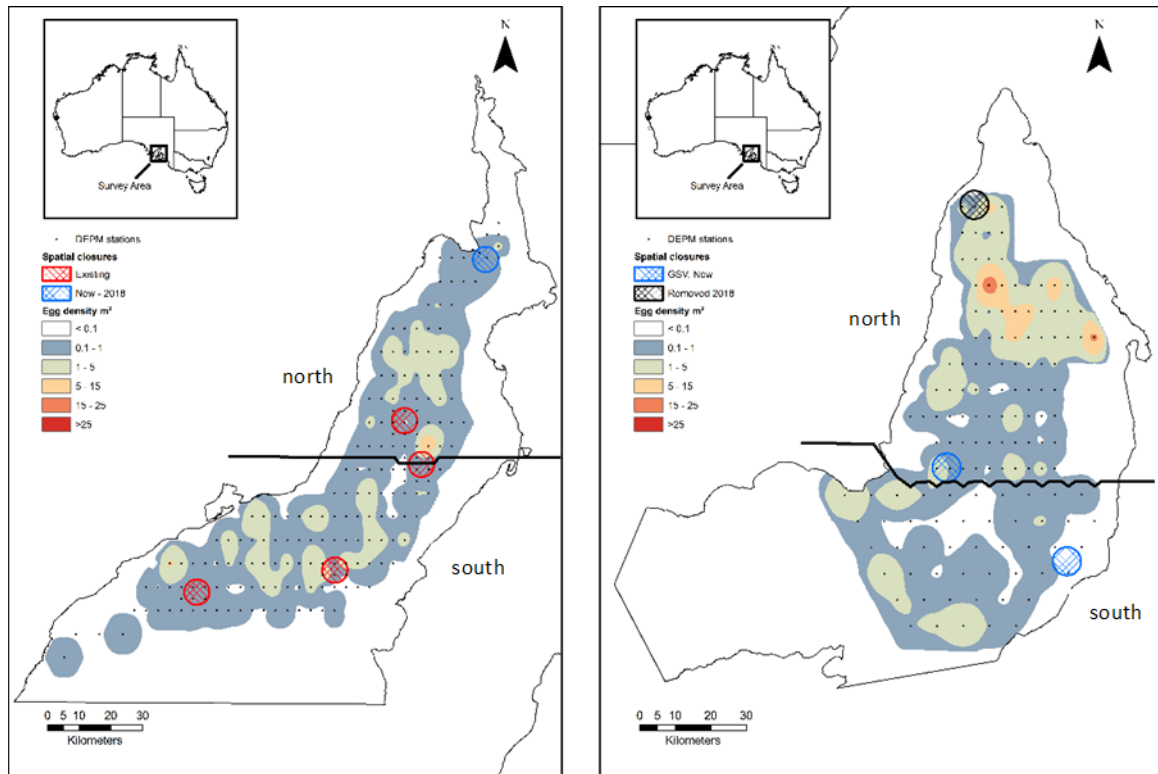 N
Survey Area
DEPM stations
Spatial closures
Existing
New - 2018
Egg density m²
< 0.1
0.1 - 1
1 - 5
5 - 15
15 - 25
>25
north
south
0 5 10 20 30
Kilometers
N
Survey Area
DEPM stations
Spatial closures
GSV. New
Removed 2018
Egg density m²
< 0.1
0.1 - 1
1 - 5
5 - 15
15 - 25
>25
north
south
0 5 10 20 30
Kilometers